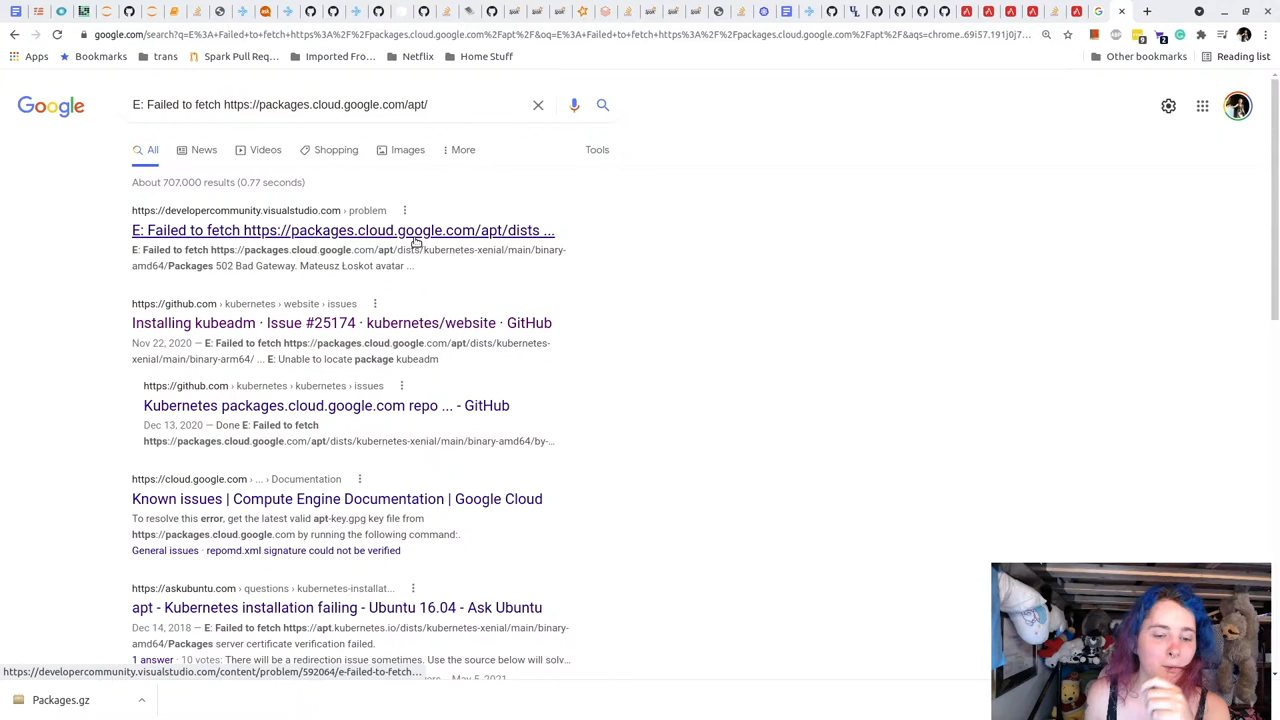 google.com/search?q=E%3A+Failed+to+fetch+https%3A%2F%2Fpackages.cloud.google.com%2Fapt%2F&oq=E%3A+Failed+to+fetch+https%3A%2F%2Fpackages.cloud.google.com%2Fapt%2F&aqs=chrome..69i57.191j0j7...
Apps
Bookmarks
trans
Spark Pull Req...
Imported Fro...
Netflix
Home Stuff
Other bookmarks
Reading list
Google
E: Failed to fetch https://packages.cloud.google.com/apt/
All
News
Videos
Shopping
Images
More
Tools
About 707,000 results (0.77 seconds)
https://developercommunity.visualstudio.com › problem
E: Failed to fetch https://packages.cloud.google.com/apt/dists ...
E: Failed to fetch https://packages.cloud.google.com/apt/dists/kubernetes-xenial/main/binary-
amd64/Packages 502 Bad Gateway. Mateusz Łoskot avatar ...
https://github.com › kubernetes › website › issues
Installing kubeadm · Issue #25174 · kubernetes/website · GitHub
Nov 22, 2020 — E: Failed to fetch https://packages.cloud.google.com/apt/dists/kubernetes-
xenial/main/binary-arm64/ ... E: Unable to locate package kubeadm
https://github.com › kubernetes › kubernetes › issues
Kubernetes packages.cloud.google.com repo ... - GitHub
Dec 13, 2020 — Done E: Failed to fetch
https://packages.cloud.google.com/apt/dists/kubernetes-xenial/main/binary-amd64/by-...
https://cloud.google.com › ... › Documentation
Known issues | Compute Engine Documentation | Google Cloud
To resolve this error, get the latest valid apt-key.gpg key file from
https://packages.cloud.google.com by running the following command:.
General issues · repomd.xml signature could not be verified
https://askubuntu.com › questions › kubernetes-installat...
apt - Kubernetes installation failing - Ubuntu 16.04 - Ask Ubuntu
Dec 14, 2018 — E: Failed to fetch https://apt.kubernetes.io/dists/kubernetes-xenial/main/binary-
amd64/Packages server certificate verification failed.
1 answer · 10 votes: There will be a redirection issue sometimes. Use the source below will solv...
May 5, 2021
https://developercommunity.visualstudio.com/content/problem/592064/e-failed-to-fetch...
Packages.gz